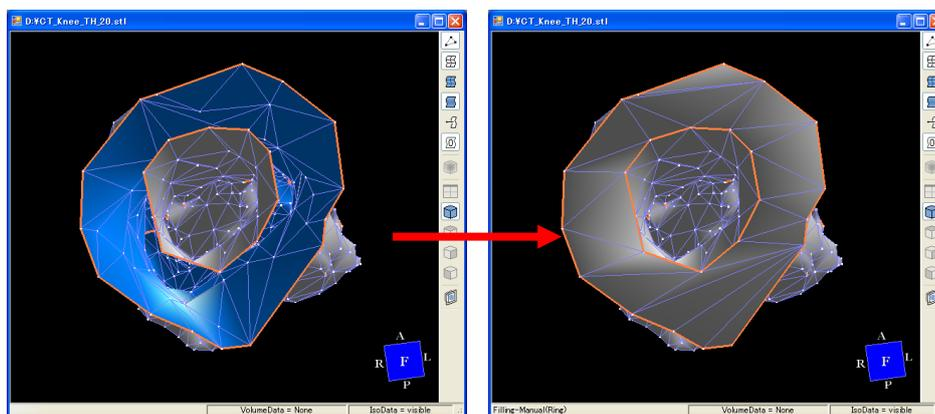 D:¥CT_Knee_TH_20.stl
A
R F L
P
VolumeData = None IsoData = visible
D:¥CT_Knee_TH_20.stl
A
R F L
P
Filling-Manual(Ring) VolumeData = None IsoData = visible